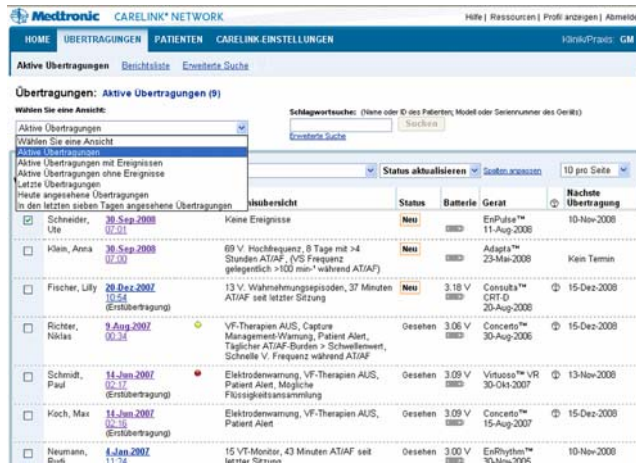 Medtronic CARELINK® NETWORK Hilfe | Ressourcen | Profil anzeigen | Abmelde
HOME ÜBERTRAGUNGEN PATIENTEN CARELINK-EINSTELLUNGEN Klinik/Praxis: GM
Aktive Übertragungen Berichtsliste Erweiterte Suche
Übertragungen: Aktive Übertragungen (9)
Wählen Sie eine Ansicht: Schlagwortsuche: (Name oder ID des Patienten; Modell oder Seriennummer des Geräts)
Aktive Übertragungen Suchen
Erweiterte Suche
Wählen Sie eine Ansicht
Aktive Übertragungen
Aktive Übertragungen mit Ereignissen
Aktive Übertragungen ohne Ereignisse
Letzte Übertragungen
Heute angesehene Übertragungen
In den letzten sieben Tagen angesehene Übertragungen
Status aktualisieren Spalten anpassen 10 pro Seite
isübersicht Status Batterie Gerät Nächste
Übertragung
Schneider, 30-Sep-2008 Keine Ereignisse Neu EnPulse™ 10-Nov-2008
Ute 07:01 11-Aug-2008
Klein, Anna 30-Sep-2008 69 V. Hochfrequenz, 8 Tage mit >4 Neu Adapta™
07:00 Stunden AT/AF, (VS Frequenz 23-Mai-2008 Kein Termin
gelegentlich >100 min-¹ während AT/AF)
Fischer, Lilly 20-Dez-2007 13 V. Wahrnehmungsepisoden, 37 Minuten Neu 3.18 V Consulta™ 15-Dez-2008
10:54 AT/AF seit letzter Sitzung CRT-D
(Erstübertragung) 20-Aug-2008
Richter, 9-Aug-2007 VF-Therapien AUS, Capture Gesehen 3.06 V Concerto™ 15-Dez-2008
Niklas 00:34 Management-Warnung, Patient Alert, 30-Aug-2006
Täglicher AT/AF-Burden > Schwellenwert,
Schnelle V. Frequenz während AT/AF
Schmidt, 14-Jun-2007 Elektrodenwarnung, VF-Therapien AUS, Gesehen 3.09 V Virtuoso™ VR 13-Nov-2008
Paul 02:17 Patient Alert, Mögliche 30-Okt-2007
Flüssigkeitsansammlung
Koch, Max 14-Jun-2007 Elektrodenwarnung, VF-Therapien AUS, Gesehen 3.09 V Concerto™ 15-Dez-2008
02:16 Patient Alert 15-Aug-2007
(Erstübertragung)
Neumann, 4-Jan-2007 15 VT-Monitor, 43 Minuten AT/AF seit Gesehen 3.00 V EnRhythm™ 10-Nov-2008
Rudi 11:24 letzter Sitzung 30-Nov-2005